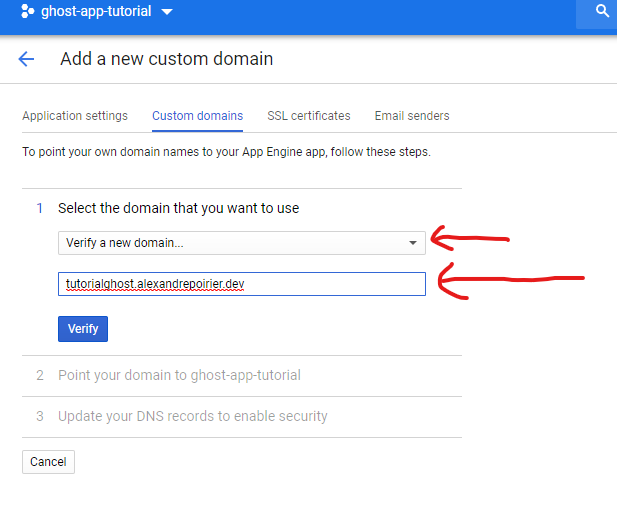 ghost-app-tutorial
Add a new custom domain
Application settings Custom domains SSL certificates Email senders
To point your own domain names to your App Engine app, follow these steps.
1 Select the domain that you want to use
Verify a new domain...
tutorialghost.alexandrepoirier.dev
Verify
2 Point your domain to ghost-app-tutorial
3 Update your DNS records to enable security
Cancel